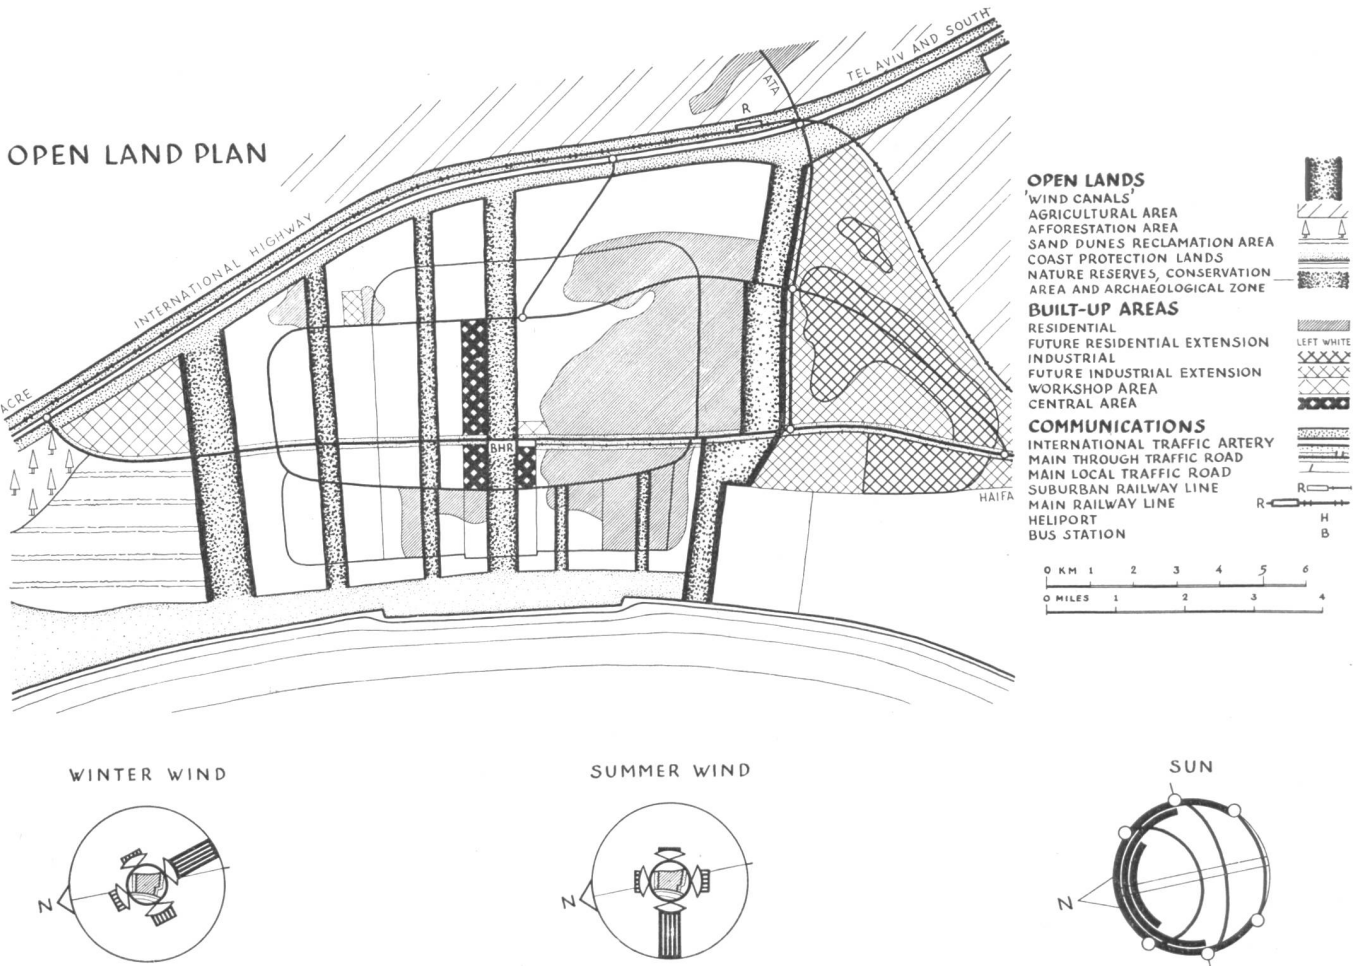 TEL AVIV AND SOUTH
ATA
R
OPEN LAND PLAN
INTERNATIONAL HIGHWAY
ACRE
BHR
HAIFA
OPEN LANDS
'WIND CANALS'
AGRICULTURAL AREA
AFFORESTATION AREA
SAND DUNES RECLAMATION AREA
COAST PROTECTION LANDS
NATURE RESERVES, CONSERVATION
AREA AND ARCHAEOLOGICAL ZONE
BUILT-UP AREAS
RESIDENTIAL
FUTURE RESIDENTIAL EXTENSION LEFT WHITE
INDUSTRIAL
FUTURE INDUSTRIAL EXTENSION
WORKSHOP AREA
CENTRAL AREA
COMMUNICATIONS
INTERNATIONAL TRAFFIC ARTERY
MAIN THROUGH TRAFFIC ROAD
MAIN LOCAL TRAFFIC ROAD
SUBURBAN RAILWAY LINE R
MAIN RAILWAY LINE R
HELIPORT H
BUS STATION B
0 KM 1 2 3 4 5 6
0 MILES 1 2 3 4
WINTER WIND
N
SUMMER WIND
N
SUN
N